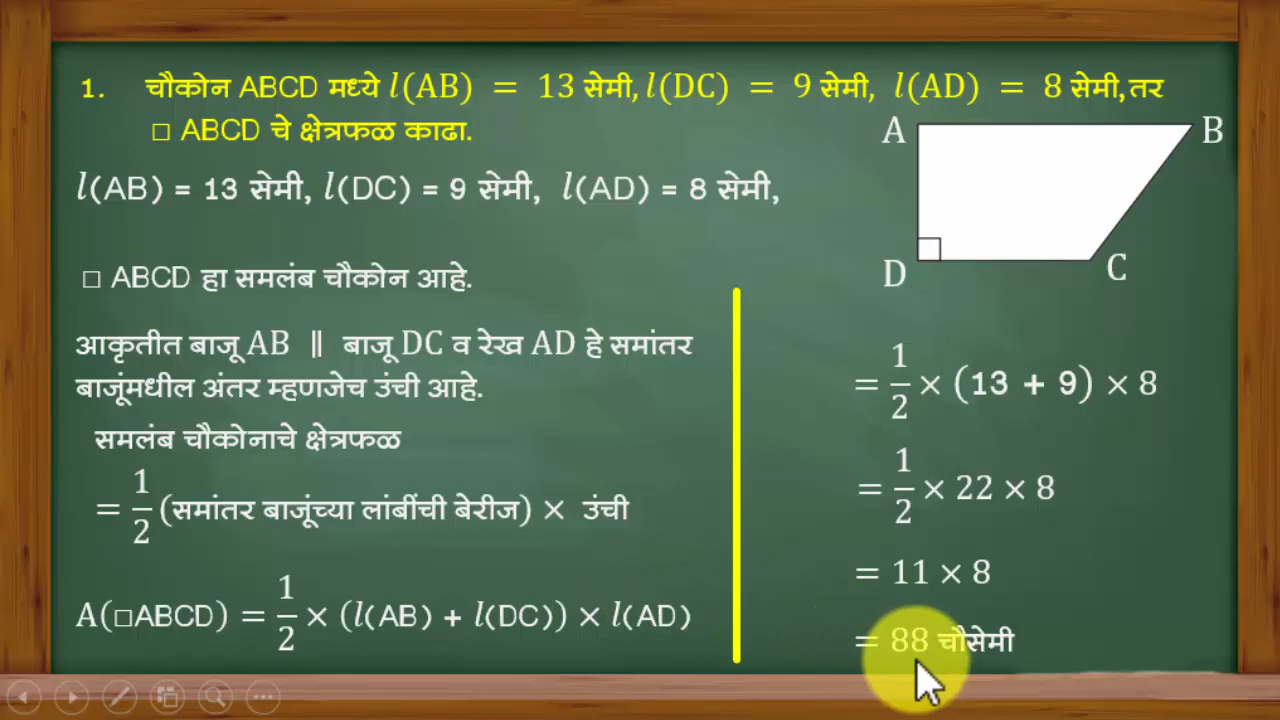 1. चौकोन ABCD मध्ये l(AB) = 13 सेमी, l(DC) = 9 सेमी, l(AD) = 8 सेमी, तर
□ ABCD चे क्षेत्रफळ काढा.
l(AB) = 13 सेमी, l(DC) = 9 सेमी, l(AD) = 8 सेमी,
□ ABCD हा समलंब चौकोन आहे.
आकृतीत बाजू AB ∥ बाजू DC व रेख AD हे समांतर
बाजूंमधील अंतर म्हणजेच उंची आहे.
समलंब चौकोनाचे क्षेत्रफळ
= 1/2 (समांतर बाजूंच्या लांबींची बेरीज) × उंची
A(□ABCD) = 1/2 × (l(AB) + l(DC)) × l(AD)
A B
D C
= 1/2 × (13 + 9) × 8
= 1/2 × 22 × 8
= 11 × 8
= 88 चौसेमी